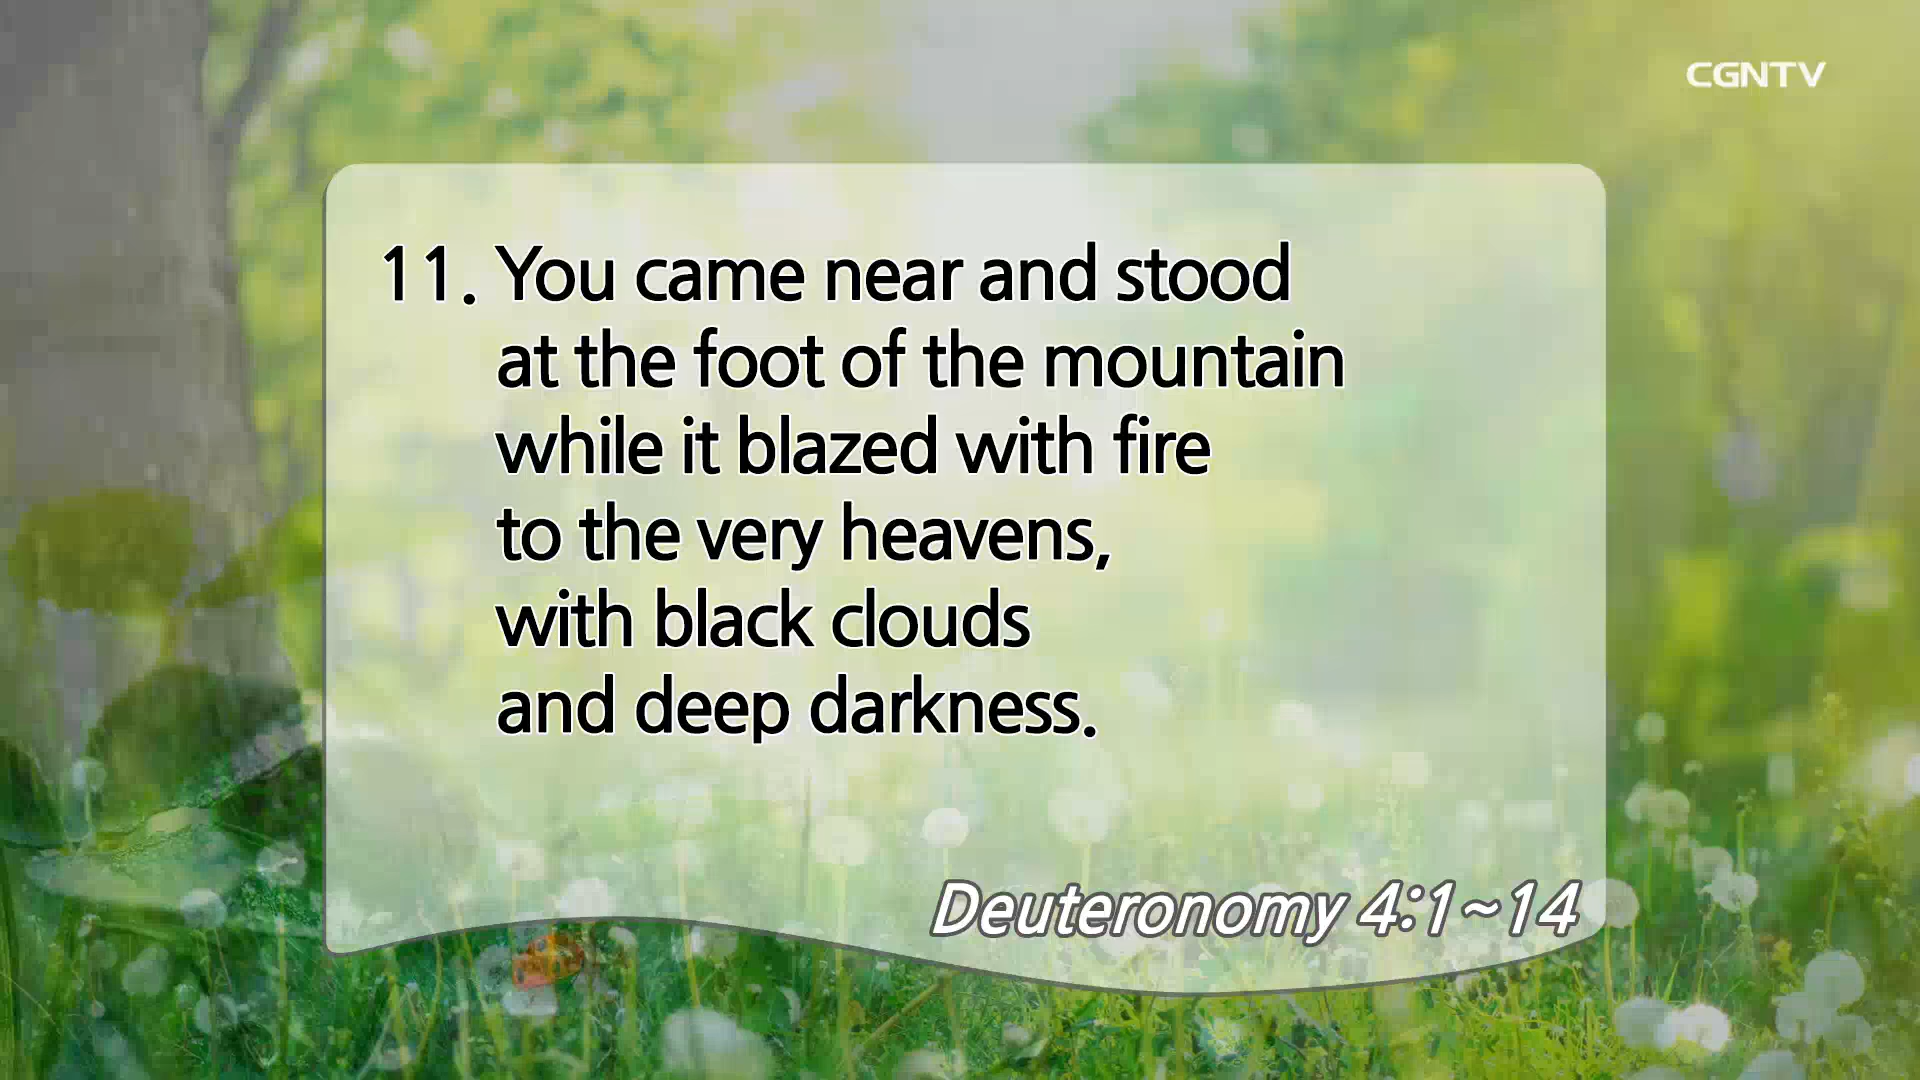 CGNTV
11. You came near and stood
at the foot of the mountain
while it blazed with fire
to the very heavens,
with black clouds
and deep darkness.
Deuteronomy 4:1~14